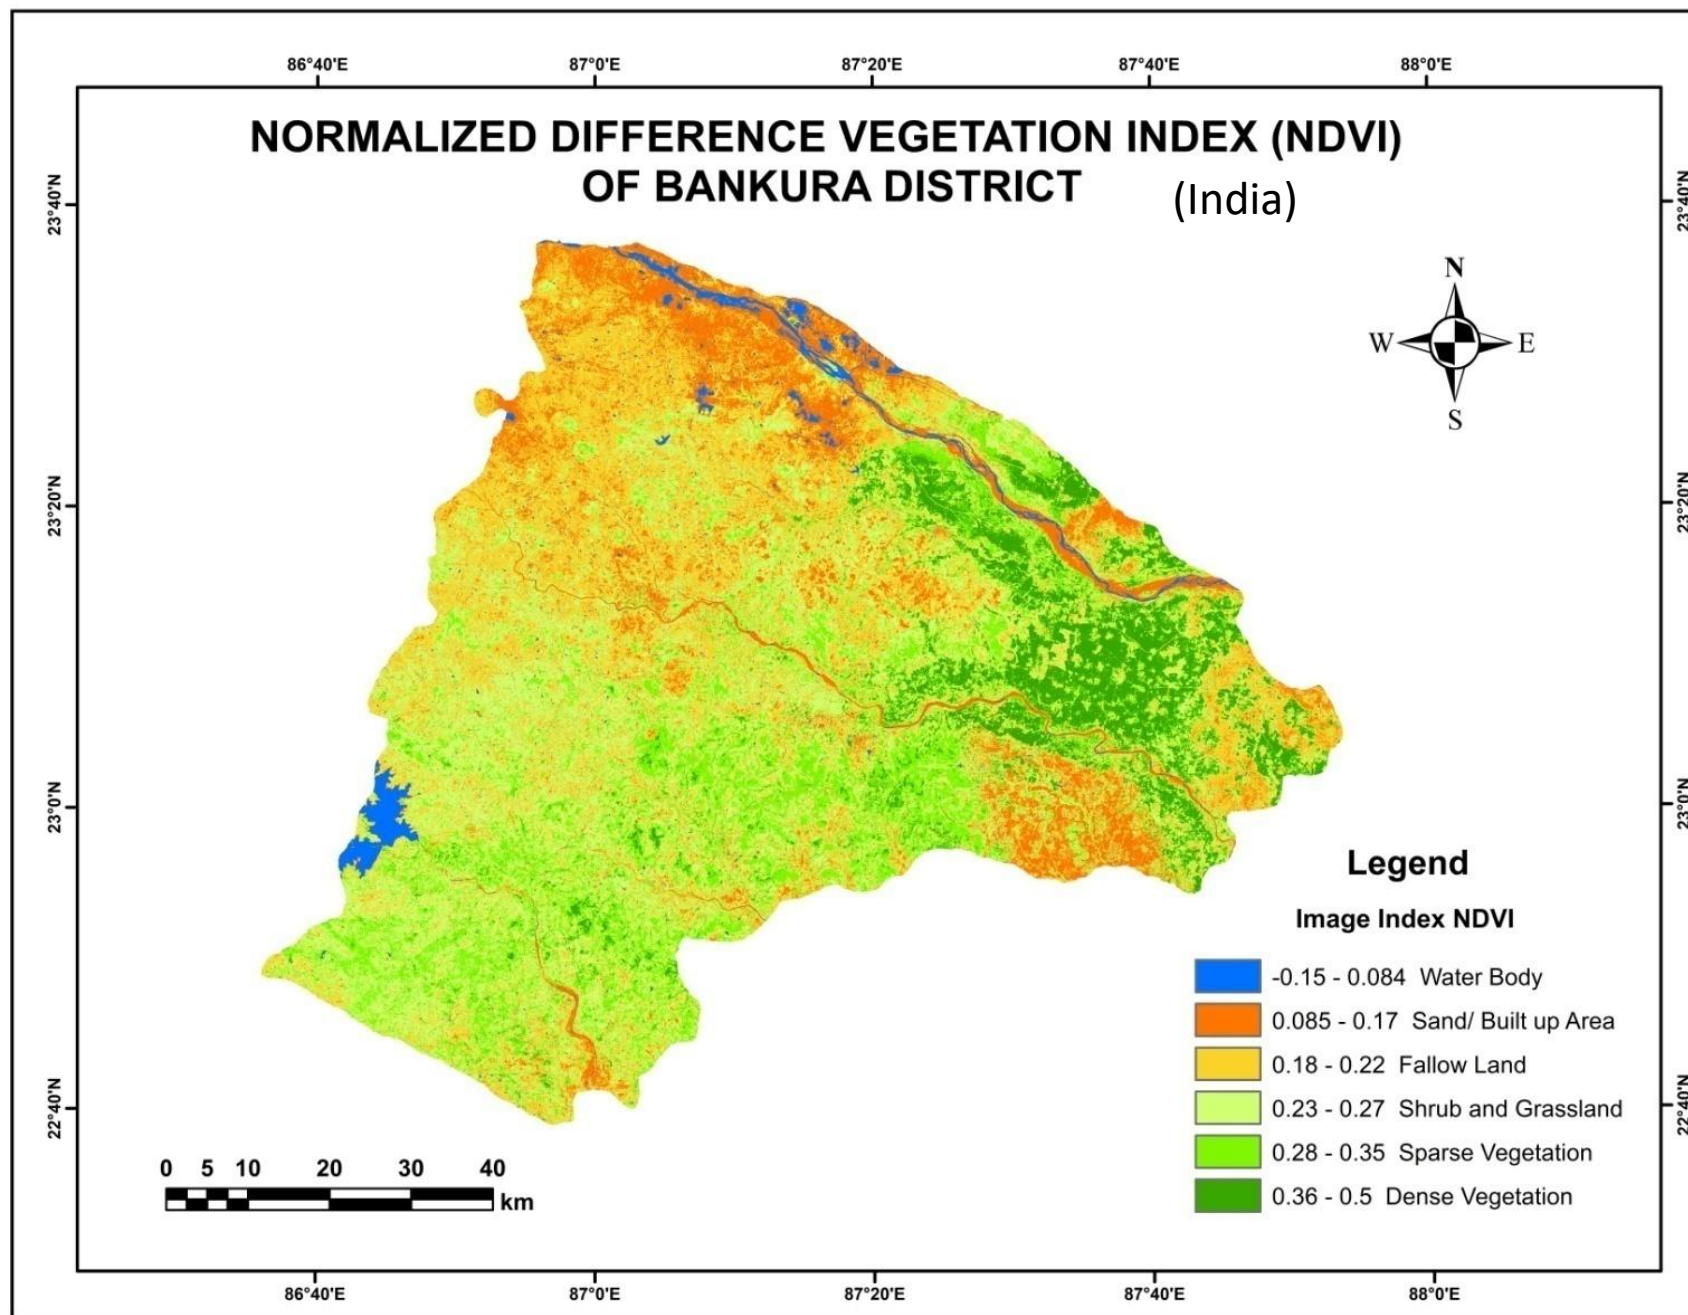 86°40'E 87°0'E 87°20'E 87°40'E 88°0'E
NORMALIZED DIFFERENCE VEGETATION INDEX (NDVI)
OF BANKURA DISTRICT (India)
23°40'N 23°40'N
N
W E
S
23°20'N 23°20'N
23°0'N 23°0'N
Legend
Image Index NDVI
-0.15 - 0.084 Water Body
0.085 - 0.17 Sand/ Built up Area
0.18 - 0.22 Fallow Land
0.23 - 0.27 Shrub and Grassland
0.28 - 0.35 Sparse Vegetation
0.36 - 0.5 Dense Vegetation
22°40'N 22°40'N
0 5 10 20 30 40
km
86°40'E 87°0'E 87°20'E 87°40'E 88°0'E